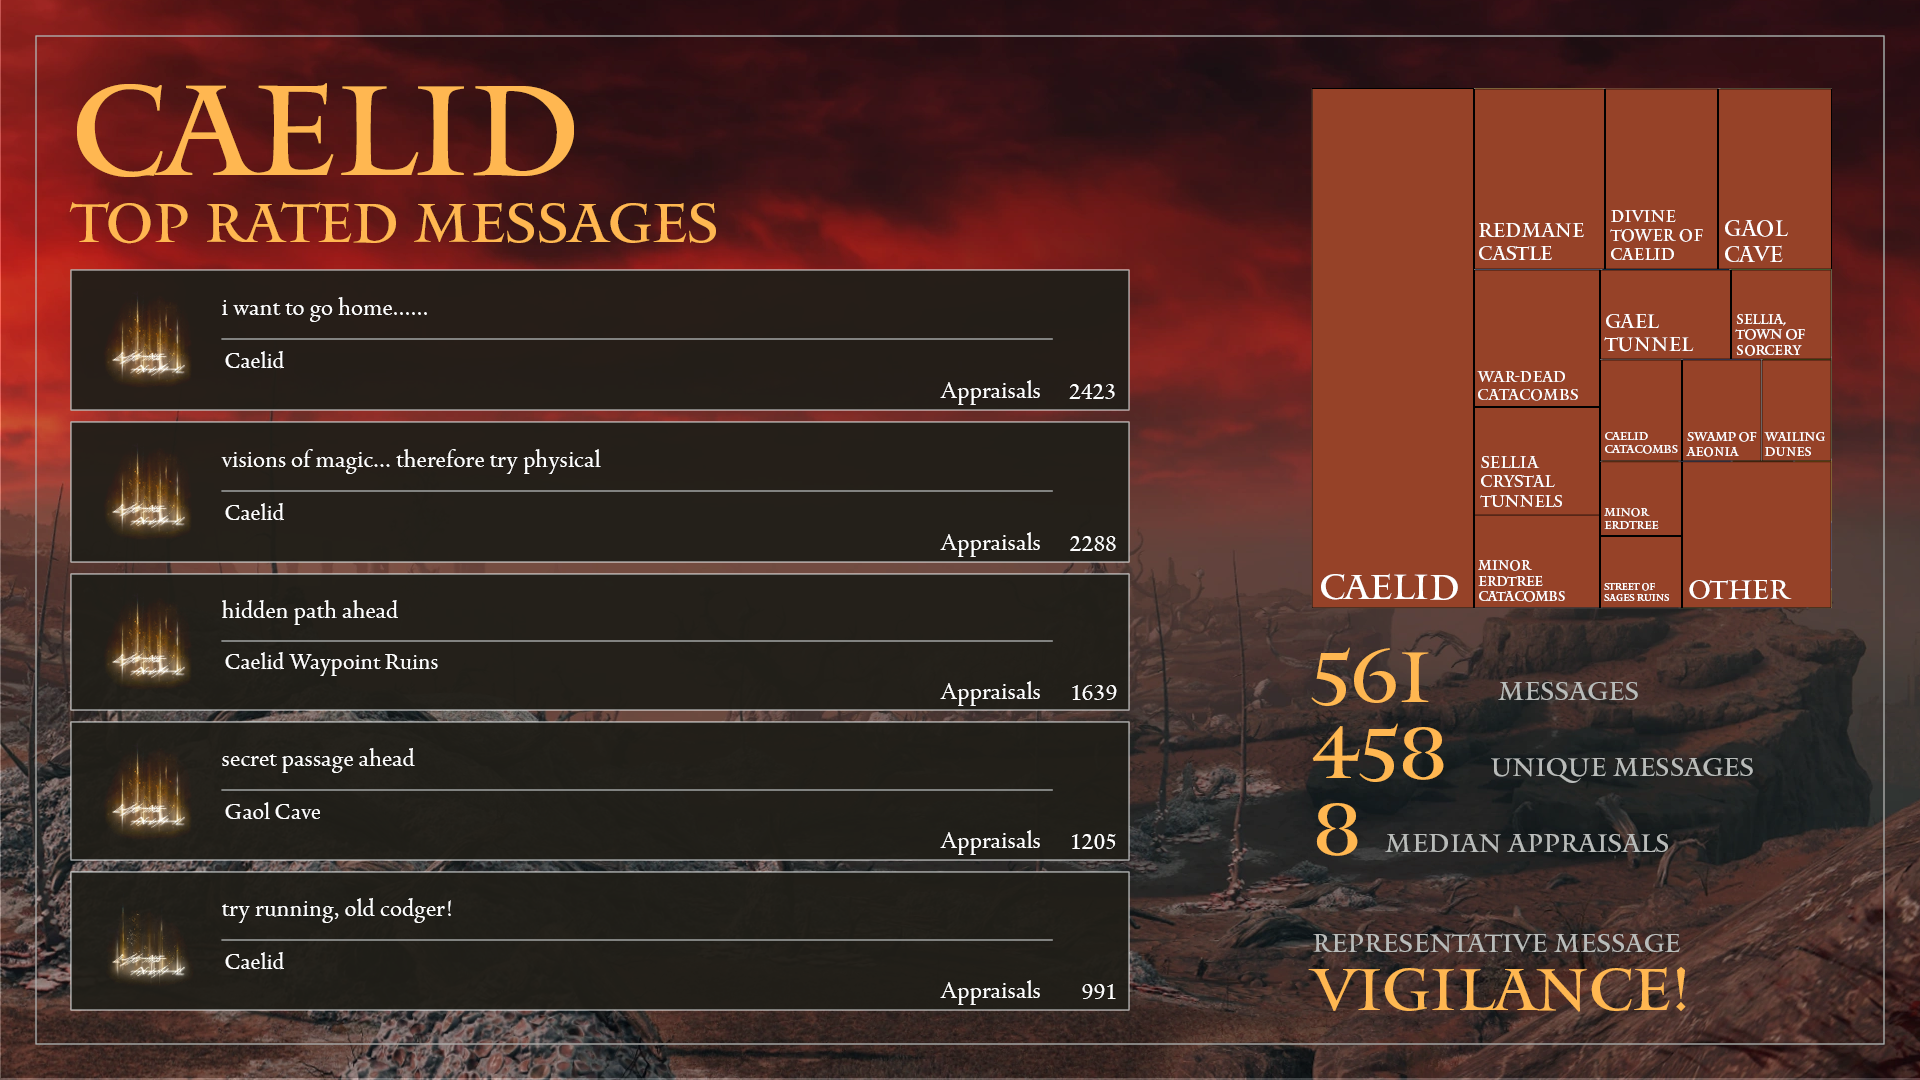 CAELID
TOP RATED MESSAGES
i want to go home......
Caelid
Appraisals 2423
visions of magic... therefore try physical
Caelid
Appraisals 2288
hidden path ahead
Caelid Waypoint Ruins
Appraisals 1639
secret passage ahead
Gaol Cave
Appraisals 1205
try running, old codger!
Caelid
Appraisals 991
CAELID
REDMANE
CASTLE
DIVINE
TOWER OF
CAELID
GAOL
CAVE
WAR-DEAD
CATACOMBS
GAEL
TUNNEL
SELLIA,
TOWN OF
SORCERY
SELLIA
CRYSTAL
TUNNELS
CAELID
CATACOMBS
SWAMP OF
AEONIA
WAILING
DUNES
MINOR
ERDTREE
CATACOMBS
MINOR
ERDTREE
STREET OF
SAGES RUINS
OTHER
561 MESSAGES
458 UNIQUE MESSAGES
8 MEDIAN APPRAISALS
REPRESENTATIVE MESSAGE
VIGILANCE!